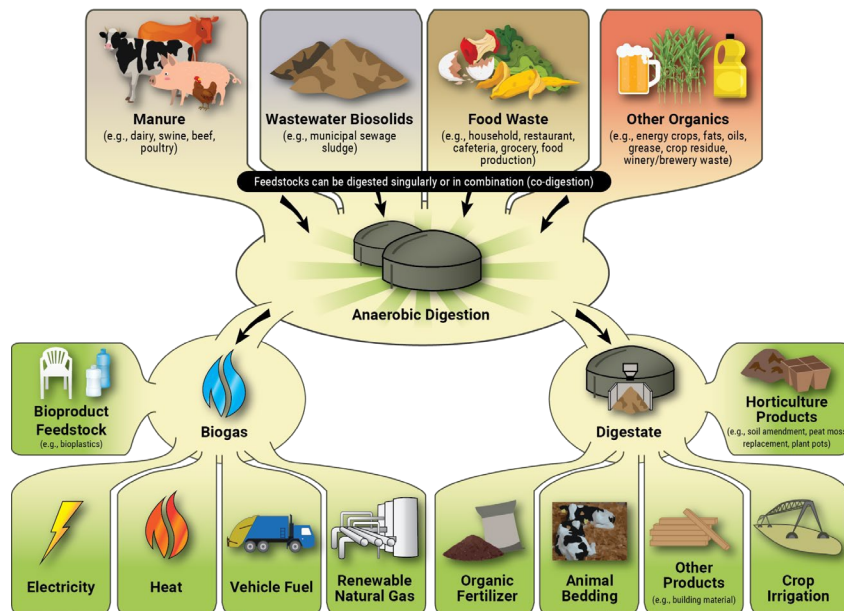 Manure
(e.g., dairy, swine, beef,
poultry)
Wastewater Biosolids
(e.g., municipal sewage
sludge)
Food Waste
(e.g., household, restaurant,
cafeteria, grocery, food
production)
Other Organics
(e.g., energy crops, fats, oils,
grease, crop residue,
winery/brewery waste)
Feedstocks can be digested singularly or in combination (co-digestion)
Anaerobic Digestion
Bioproduct
Feedstock
(e.g., bioplastics)
Biogas
Digestate
Horticulture
Products
(e.g., soil amendment, peat moss
replacement, plant pots)
Electricity
Heat
Vehicle Fuel
Renewable
Natural Gas
Organic
Fertilizer
Animal
Bedding
Other
Products
(e.g., building material)
Crop
Irrigation